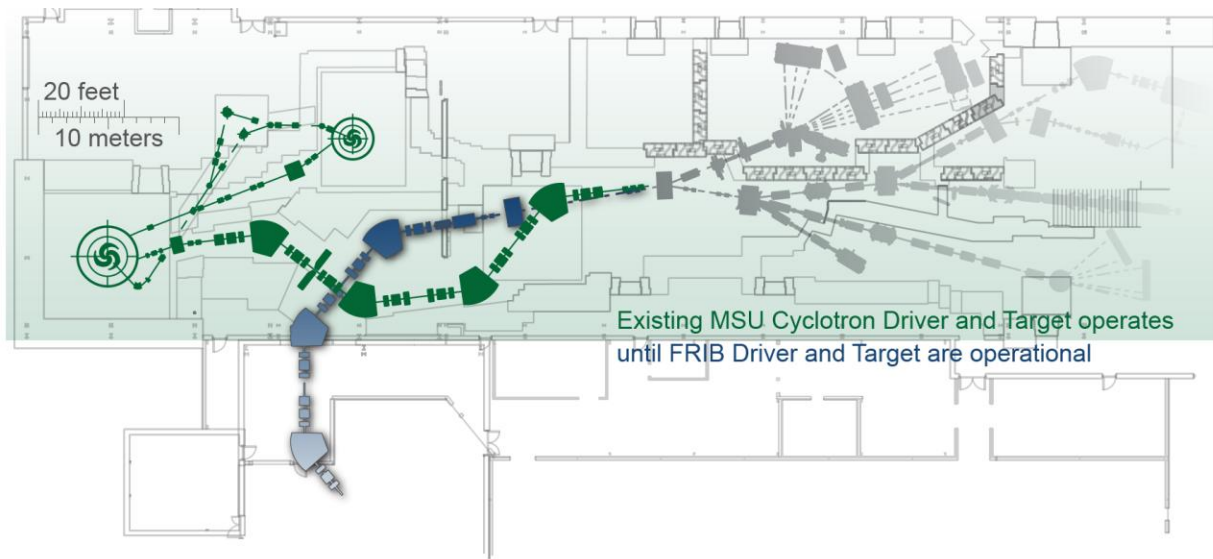 20 feet
10 meters
Existing MSU Cyclotron Driver and Target operates
until FRIB Driver and Target are operational